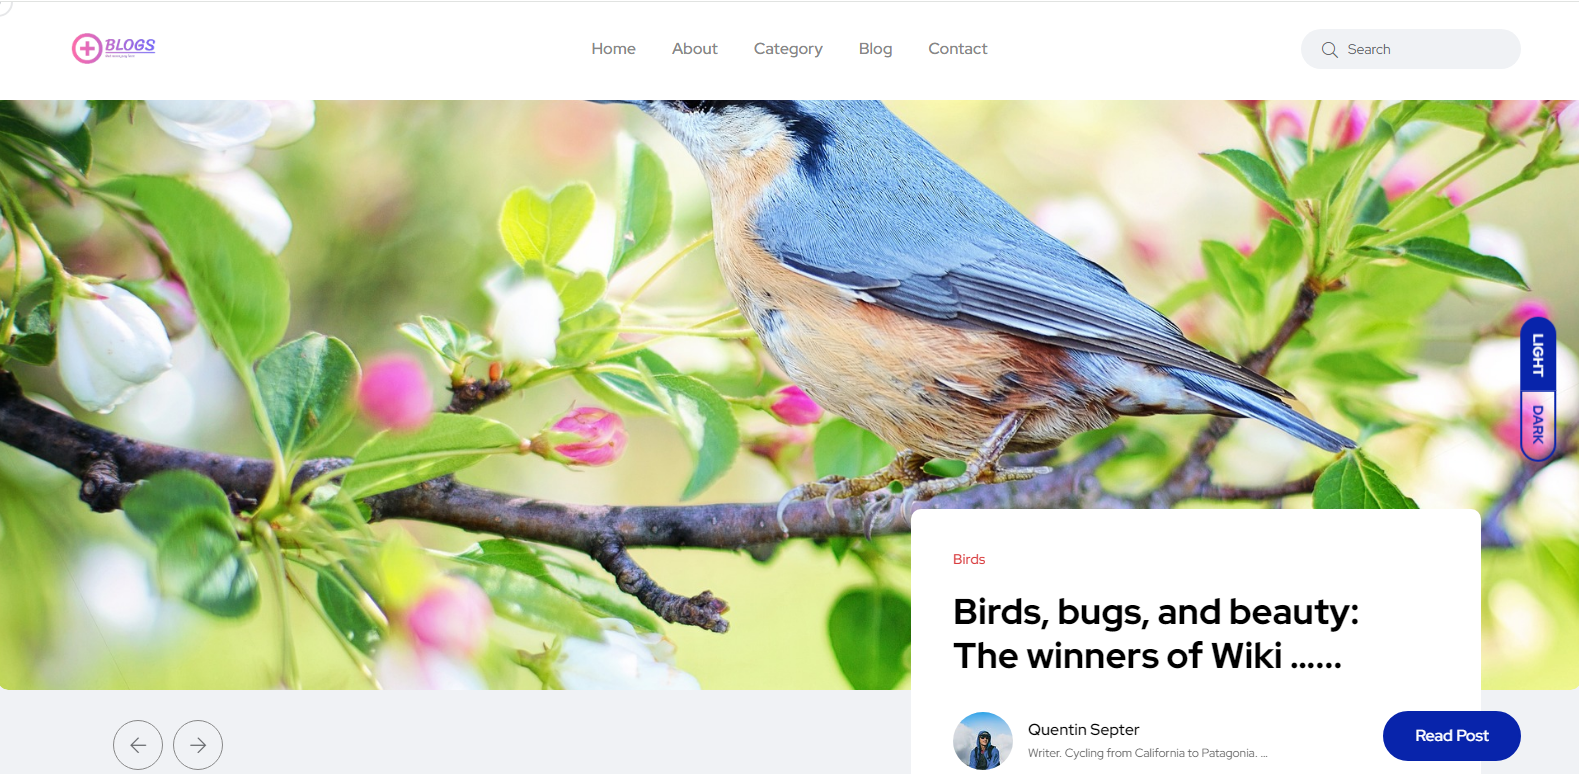 BLOGS
Home
About
Category
Blog
Contact
Search
LIGHT
DARK
Birds
Birds, bugs, and beauty:
The winners of Wiki ......
Quentin Septer
Writer. Cycling from California to Patagonia. ...
Read Post